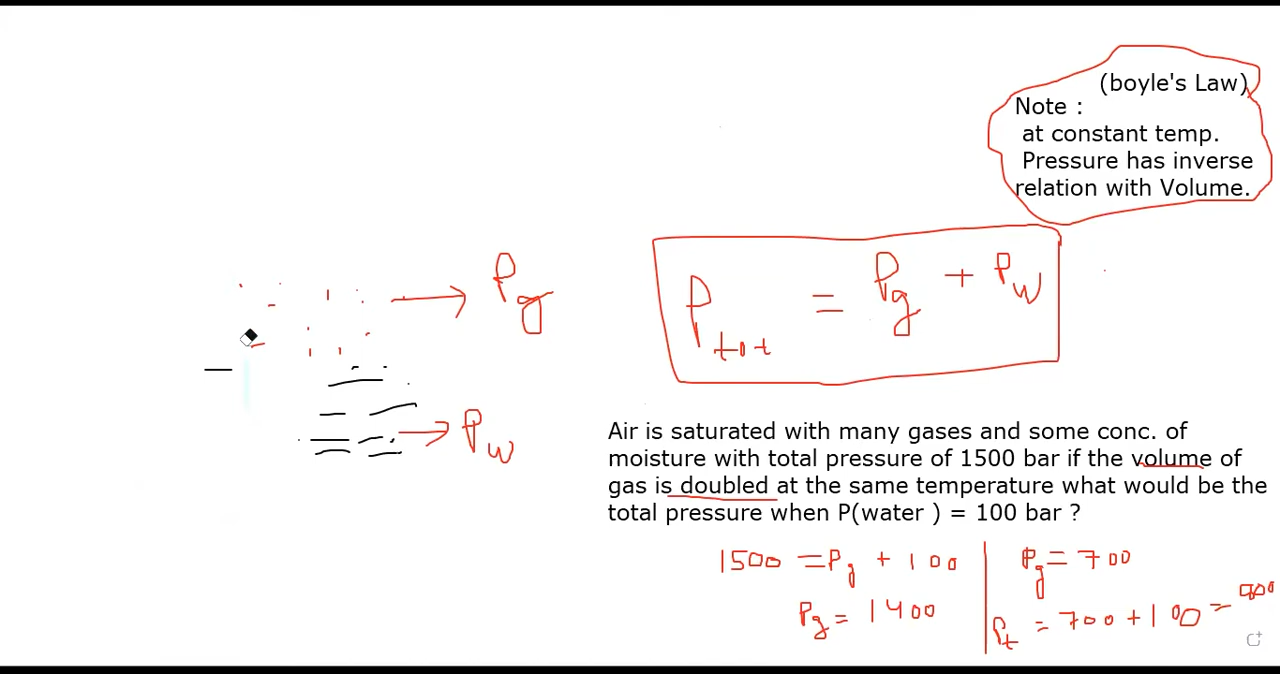 (boyle's Law)
Note :
at constant temp.
Pressure has inverse
relation with Volume.
Pg
Ptot = Pg + Pw
Pw
Air is saturated with many gases and some conc. of
moisture with total pressure of 1500 bar if the volume of
gas is doubled at the same temperature what would be the
total pressure when P(water ) = 100 bar ?
1500 = Pg + 100
Pg = 1400
Pg = 700
Pt = 700 + 100 =